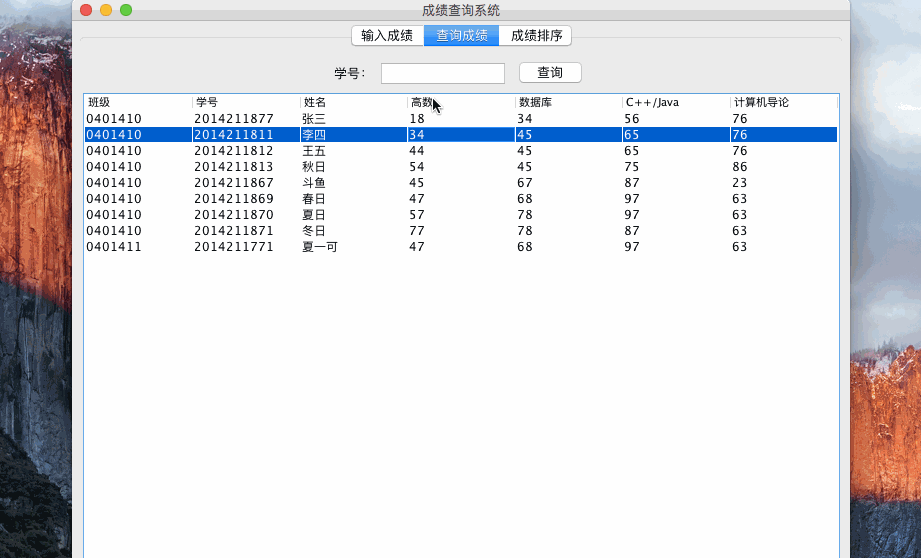 成绩查询系统
输入成绩 查询成绩 成绩排序
学号： 查询
班级 学号 姓名 高数 数据库 C++/Java 计算机导论
0401410 2014211877 张三 18 34 56 76
0401410 2014211811 李四 34 45 65 76
0401410 2014211812 王五 44 45 65 76
0401410 2014211813 秋日 54 45 75 86
0401410 2014211867 斗鱼 45 67 87 23
0401410 2014211869 春日 47 68 97 63
0401410 2014211870 夏日 57 78 97 63
0401410 2014211871 冬日 77 78 87 63
0401411 2014211771 夏一可 47 68 97 63